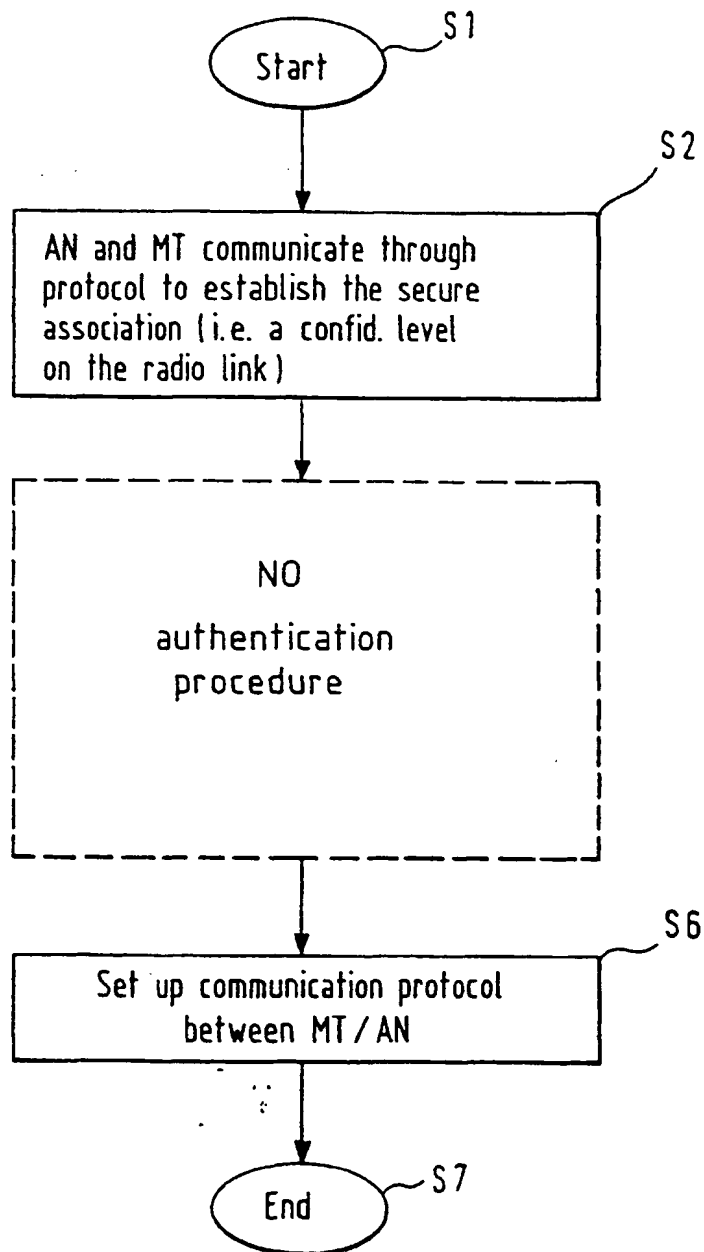 S1
Start
S2
AN and MT communicate through
protocol to establish the secure
association (i.e. a confid. level
on the radio link)
NO
authentication
procedure
S6
Set up communication protocol
between MT / AN
S7
End